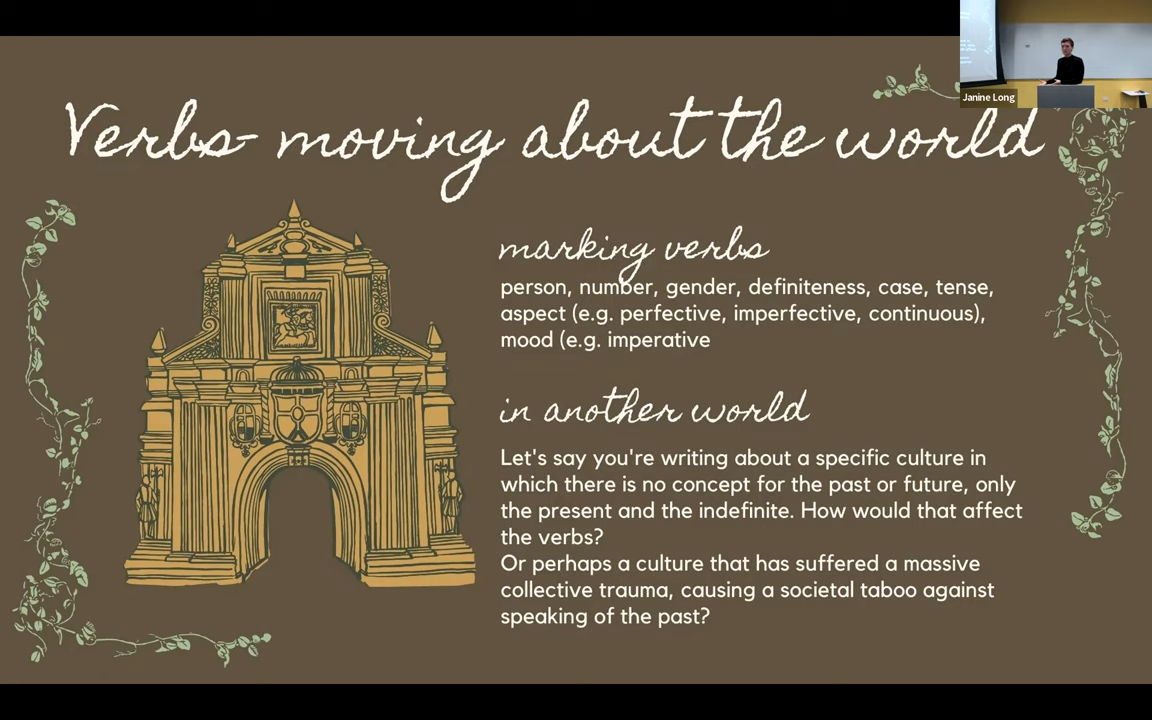 Verbs- moving about the world
Janine Long
marking verbs
person, number, gender, definiteness, case, tense,
aspect (e.g. perfective, imperfective, continuous),
mood (e.g. imperative
in another world
Let's say you're writing about a specific culture in
which there is no concept for the past or future, only
the present and the indefinite. How would that affect
the verbs?
Or perhaps a culture that has suffered a massive
collective trauma, causing a societal taboo against
speaking of the past?